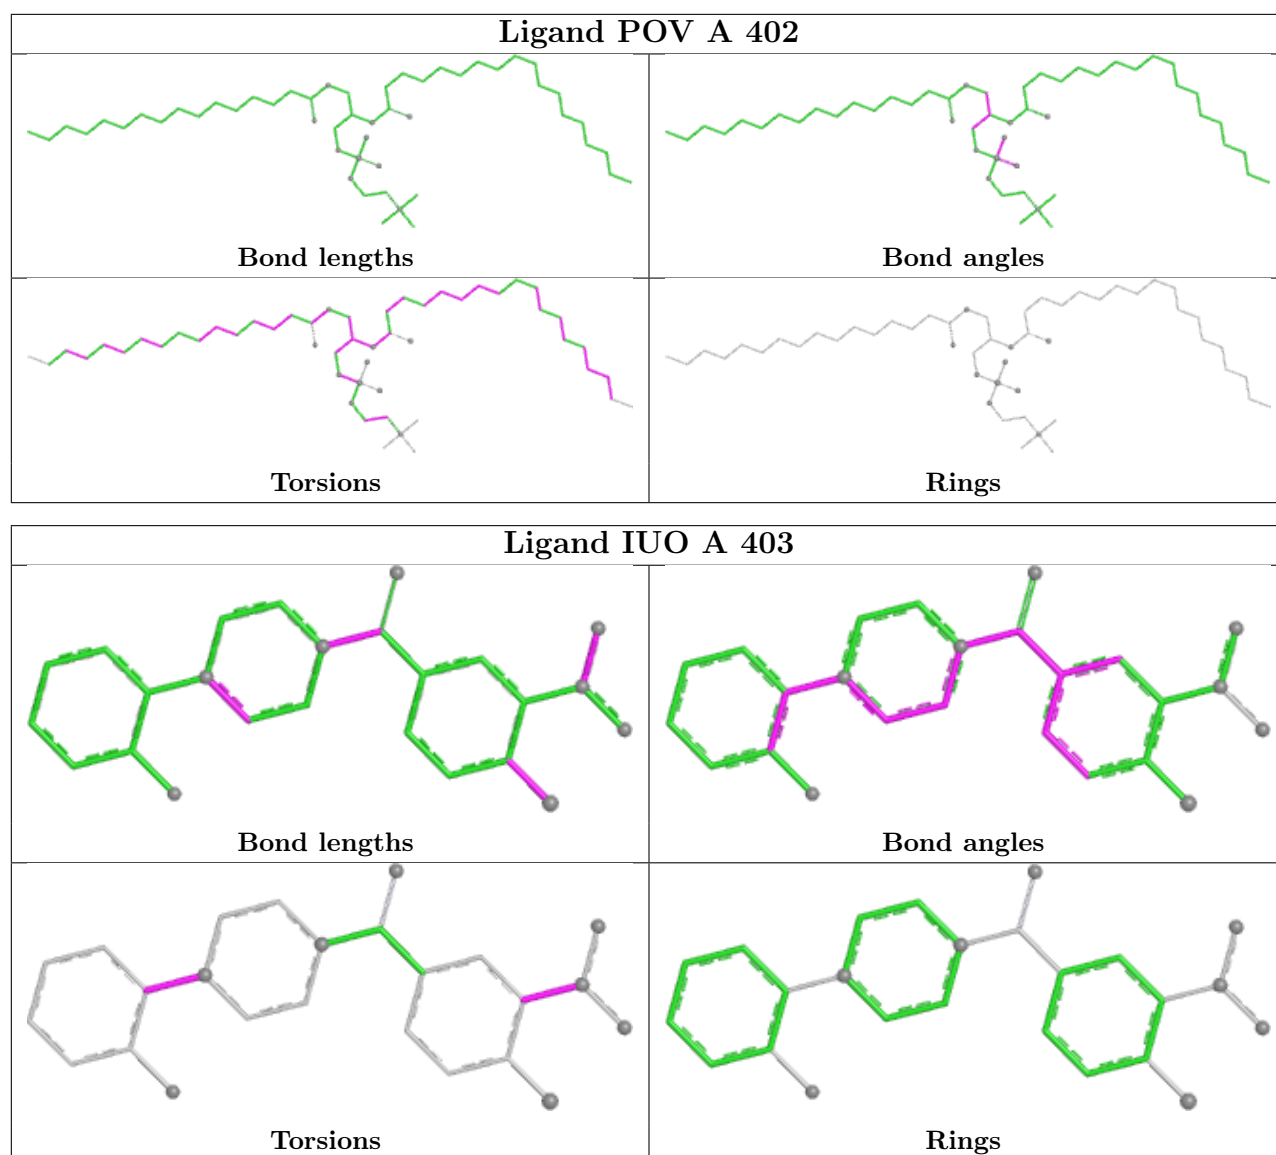 Ligand POV A 402
Bond lengths
Bond angles
Torsions
Rings
Ligand IUO A 403
Bond lengths
Bond angles
Torsions
Rings